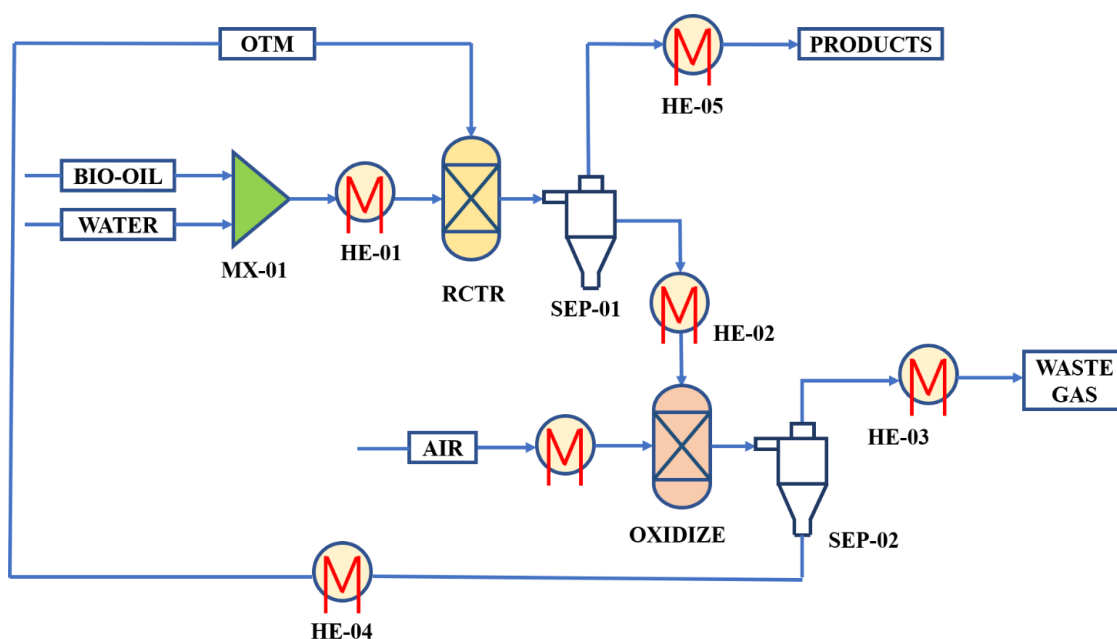 OTM
PRODUCTS
HE-05
BIO-OIL
WATER
MX-01
HE-01
RCTR
SEP-01
HE-02
WASTE
GAS
HE-03
AIR
OXIDIZE
SEP-02
HE-04